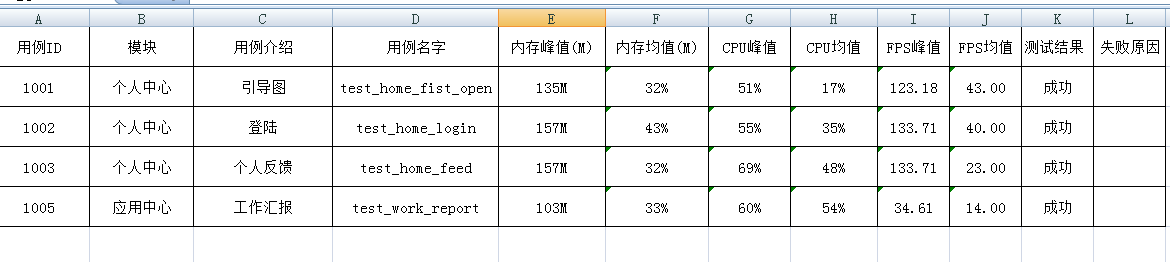 A B C D E F G H I J K L
用例ID 模块 用例介绍 用例名字 内存峰值(M) 内存均值(M) CPU峰值 CPU均值 FPS峰值 FPS均值 测试结果 失败原因
1001 个人中心 引导图 test_home_fist_open 135M 32% 51% 17% 123.18 43.00 成功
1002 个人中心 登陆 test_home_login 157M 43% 55% 35% 133.71 40.00 成功
1003 个人中心 个人反馈 test_home_feed 157M 32% 69% 48% 133.71 23.00 成功
1005 应用中心 工作汇报 test_work_report 103M 33% 60% 54% 34.61 14.00 成功